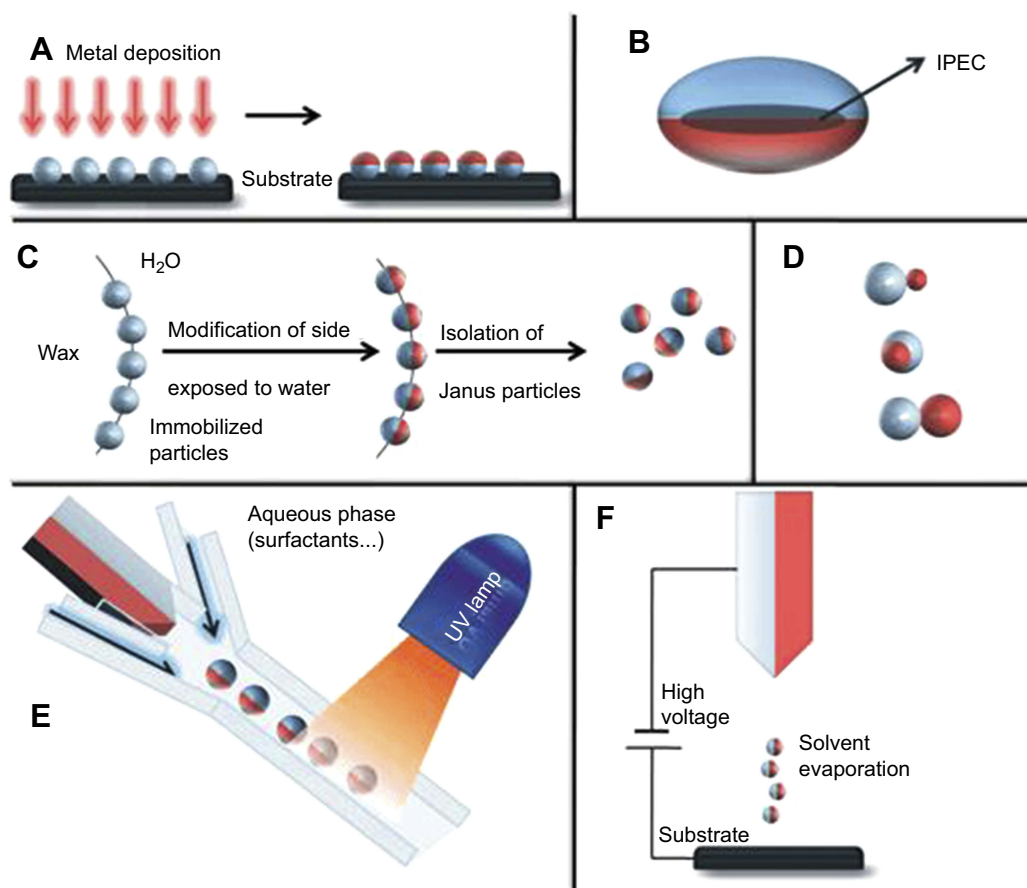 A
Metal deposition
Substrate
B
IPEC
C
H₂O
Wax
Modification of side
exposed to water
Immobilized
particles
Isolation of
Janus particles
D
E
Aqueous phase
(surfactants...)
UV lamp
F
High
voltage
Solvent
evaporation
Substrate